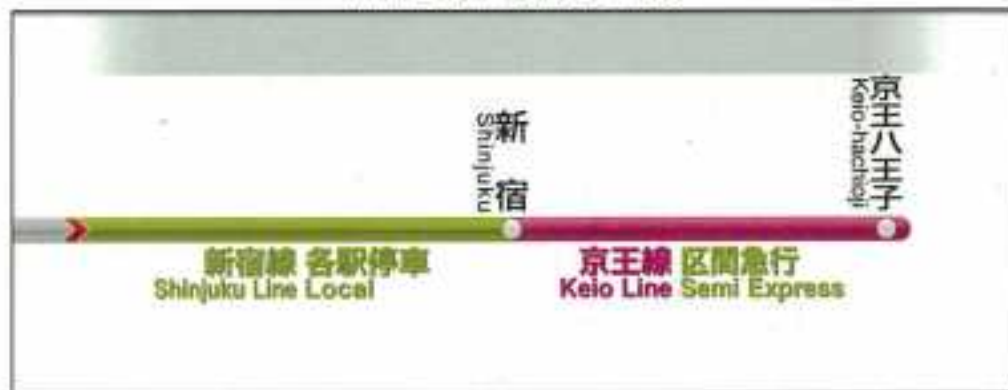 新宿
Shinjuku
京王八王子
Keio-hachioji
新宿線 各駅停車
Shinjuku Line Local
京王線 区間急行
Keio Line Semi Express